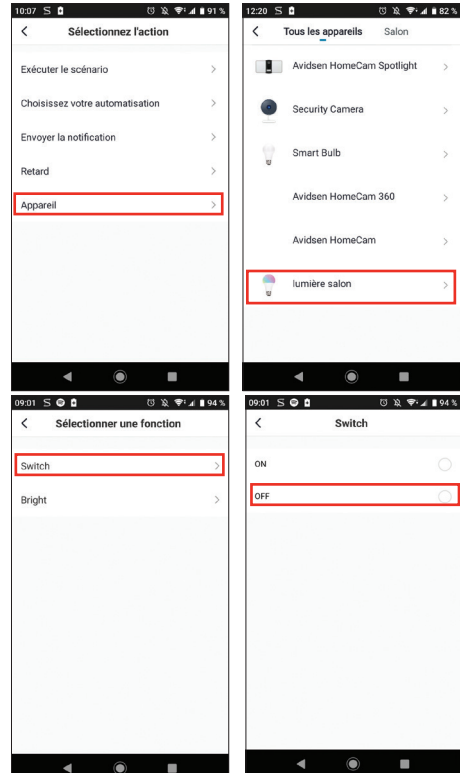 10:07 91 %
Sélectionnez l'action
Exécuter le scénario
Choisissez votre automatisation
Envoyer la notification
Retard
Appareil
12:20 82 %
Tous les appareils Salon
Avidsen HomeCam Spotlight
Security Camera
Smart Bulb
Avidsen HomeCam 360
Avidsen HomeCam
lumière salon
09:01 94 %
Sélectionner une fonction
Switch
Bright
09:01 94 %
Switch
ON
OFF